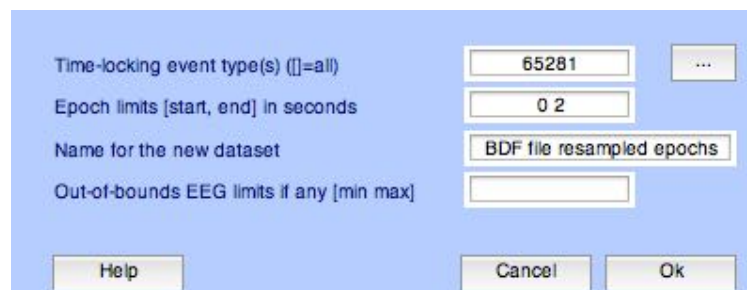 Time-locking event type(s) ([]=all) 65281 ...
Epoch limits [start, end] in seconds 0 2
Name for the new dataset BDF file resampled epochs
Out-of-bounds EEG limits if any [min max]
Help Cancel Ok